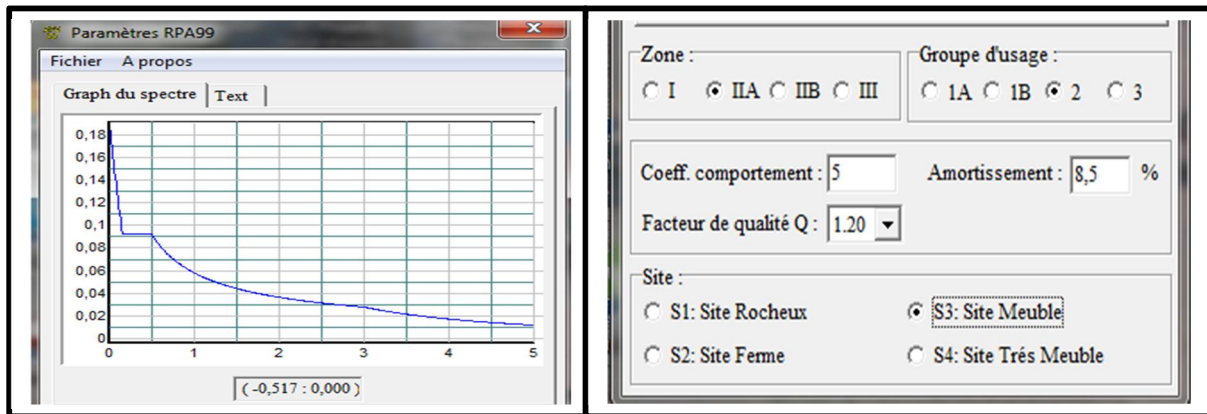 Paramètres RPA99
Fichier A propos
Graph du spectre Text
0,18
0,16
0,14
0,12
0,1
0,08
0,06
0,04
0,02
0
0 1 2 3 4 5
( -0,517 : 0,000 )
Zone :
I IIA IIB III
Groupe d'usage :
1A 1B 2 3
Coeff. comportement : 5 Amortissement : 8,5 %
Facteur de qualité Q : 1.20
Site :
S1: Site Rocheux S3: Site Meuble
S2: Site Ferme S4: Site Trés Meuble